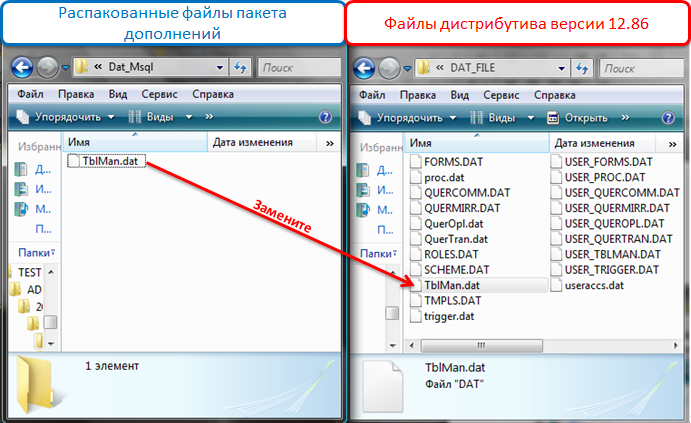 Распакованные файлы пакета
дополнений
Файлы дистрибутива версии 12.86
« Dat_Msql
Поиск
Файл Правка Вид Сервис Справка
Упорядочить Виды »
Избранн
Имя Дата изменения »
TblMan.dat
Д...
И...
М...
П...
Папки
TEST
AD
2(
1 элемент
Замените
« DAT_FILE
Поиск
Файл Правка Вид Сервис Справка
Упорядочить Виды Открыть »
Избранн
Имя Дата изменения »
Д...
И...
М...
П...
Папки
FORMS.DAT
proc.dat
QUERCOMM.DAT
QUERMIRR.DAT
QuerOpl.dat
QuerTran.dat
ROLES.DAT
SCHEME.DAT
TblMan.dat
TMPLS.DAT
trigger.dat
USER_FORMS.DAT
USER_PROC.DAT
USER_QUERCOMM.DAT
USER_QUERMIRR.DAT
USER_QUEROPL.DAT
USER_QUERTRAN.DAT
USER_TBLMAN.DAT
USER_TRIGGER.DAT
useraccs.dat
TblMan.dat
Файл "DAT"